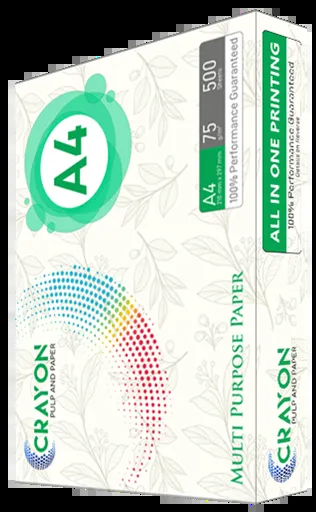 A4
A4
210 mm x 297 mm
75
g/m²
500
Sheets
100% Performance Guaranteed
CRAYON
PULP AND PAPER
MULTI PURPOSE PAPER
ALL IN ONE PRINTING
100% Performance Guaranteed
Details on Reverse
CRAYON
PULP AND PAPER